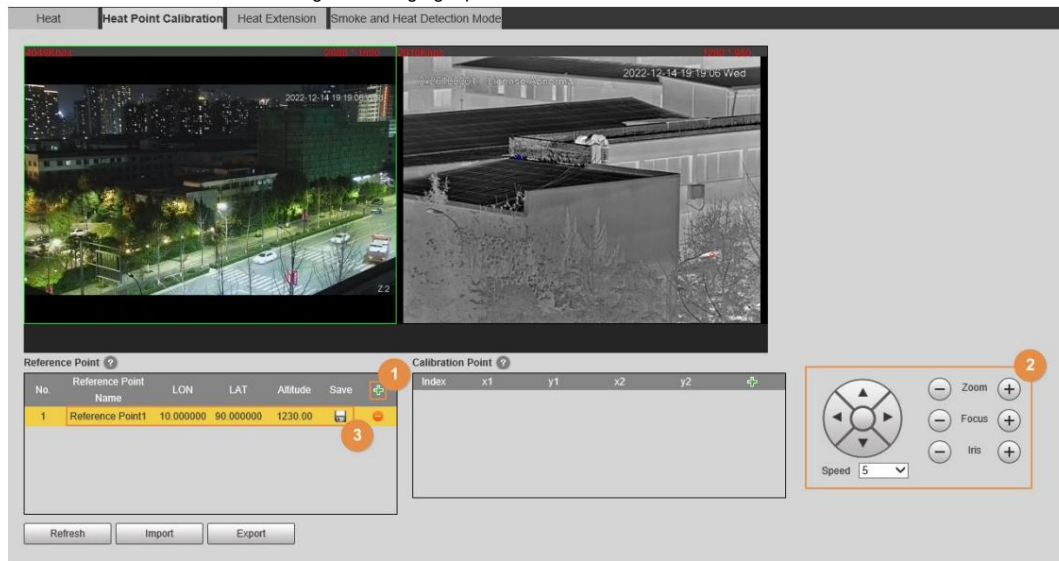 Heat Heat Point Calibration Heat Extension Smoke and Heat Detection Mode
2022-12-14 19:19:06 Wed
2022-12-14 19:19:06 Wed
Z:2
Reference Point ?
Calibration Point ?
No. Reference Point Name LON LAT Altitude Save
1 Reference Point1 10.000000 90.000000 1230.00
Index x1 y1 x2 y2
1
2
3
Zoom
Focus
Iris
Speed 5
Refresh Import Export